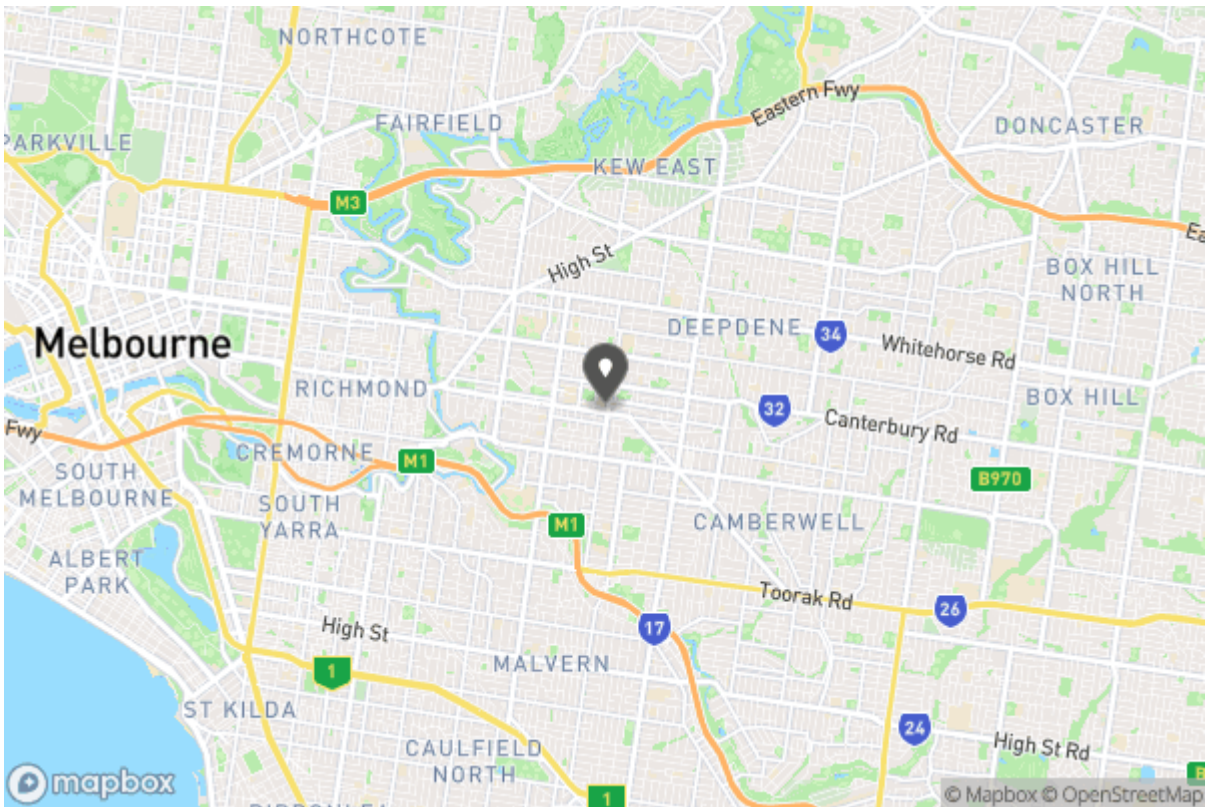 NORTHCOTE
Eastern Fwy
PARKVILLE
FAIRFIELD
DONCASTER
KEW EAST
M3
High St
BOX HILL
NORTH
DEEPDENE
34
Whitehorse Rd
Melbourne
RICHMOND
32
Canterbury Rd
BOX HILL
Fwy
CREMORNE
M1
SOUTH
MELBOURNE
SOUTH
YARRA
B970
CAMBERWELL
M1
ALBERT
PARK
Toorak Rd
26
High St
17
MALVERN
1
ST KILDA
24
High St Rd
CAULFIELD
NORTH
mapbox
1
© Mapbox © OpenStreetMap